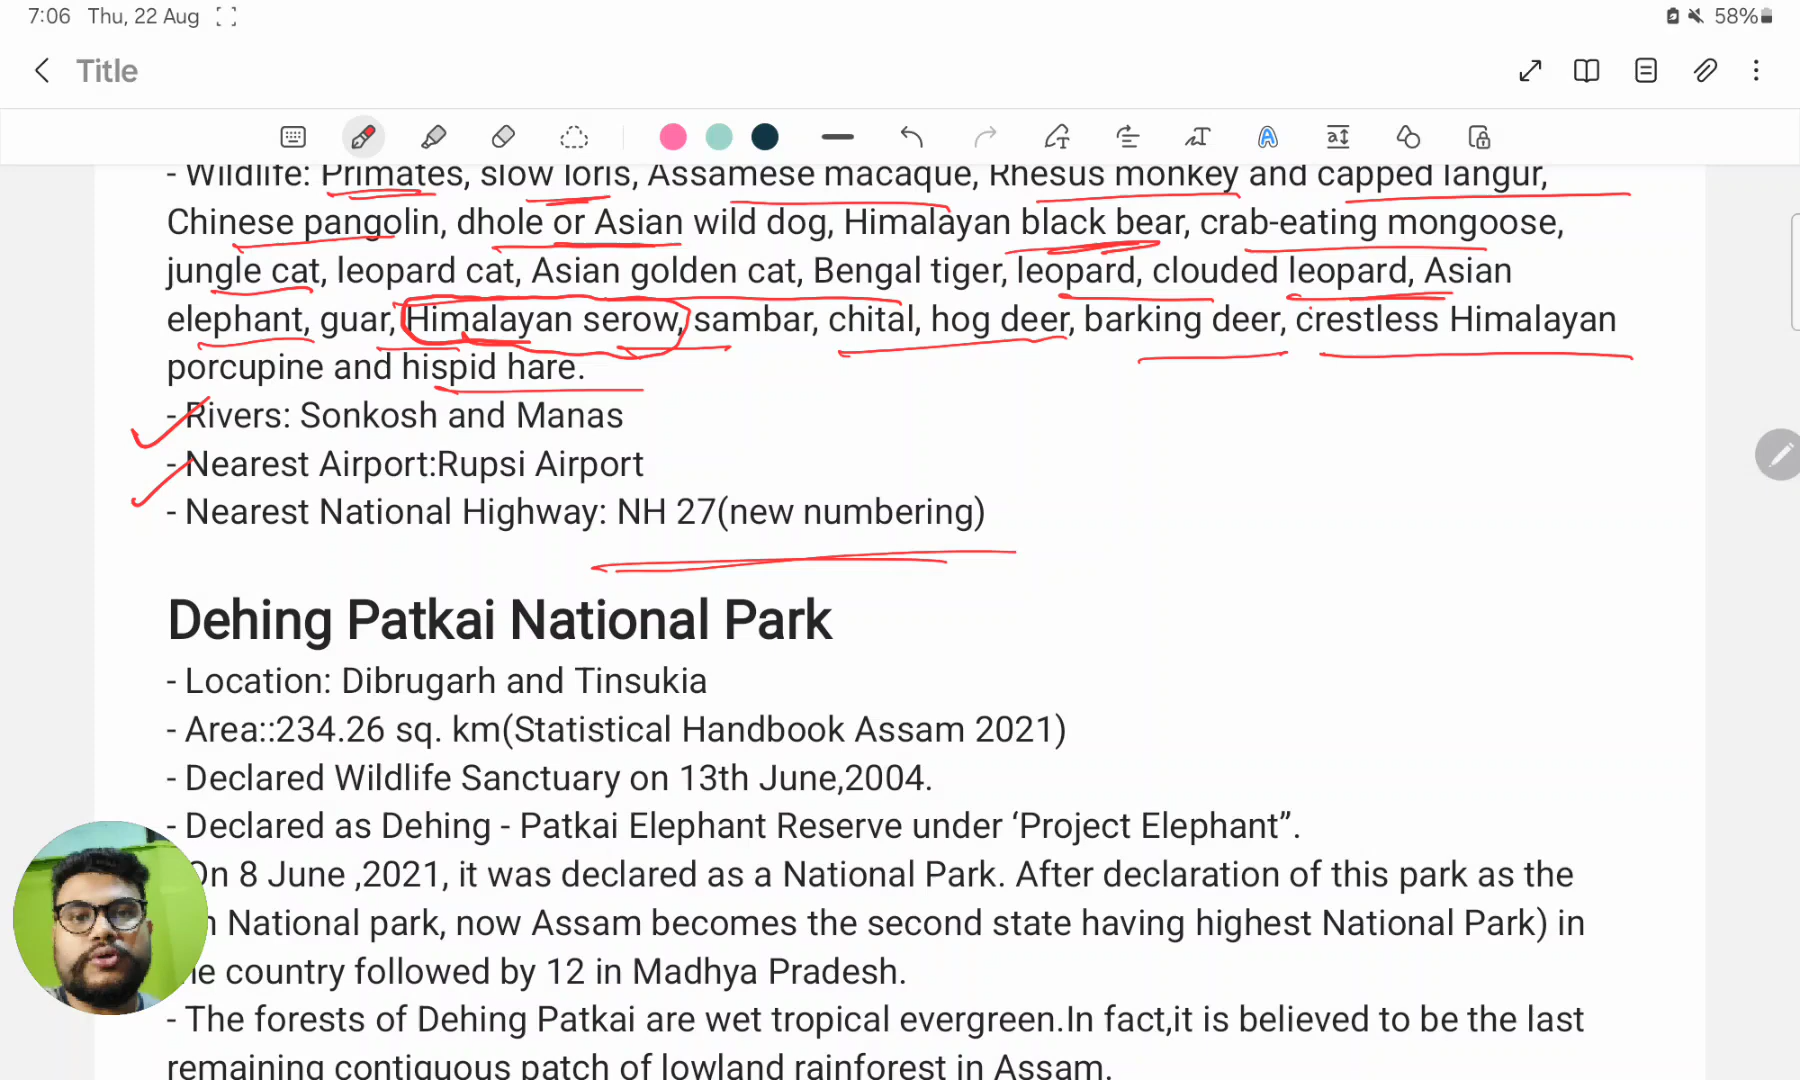 7:06 Thu, 22 Aug 58%
Title
- Wildlife: Primates, slow loris, Assamese macaque, Rhesus monkey and capped langur,
Chinese pangolin, dhole or Asian wild dog, Himalayan black bear, crab-eating mongoose,
jungle cat, leopard cat, Asian golden cat, Bengal tiger, leopard, clouded leopard, Asian
elephant, guar, Himalayan serow, sambar, chital, hog deer, barking deer, crestless Himalayan
porcupine and hispid hare.
- Rivers: Sonkosh and Manas
- Nearest Airport:Rupsi Airport
- Nearest National Highway: NH 27(new numbering)
Dehing Patkai National Park
- Location: Dibrugarh and Tinsukia
- Area::234.26 sq. km(Statistical Handbook Assam 2021)
- Declared Wildlife Sanctuary on 13th June,2004.
- Declared as Dehing - Patkai Elephant Reserve under ‘Project Elephant”.
On 8 June ,2021, it was declared as a National Park. After declaration of this park as the
National park, now Assam becomes the second state having highest National Park) in
country followed by 12 in Madhya Pradesh.
- The forests of Dehing Patkai are wet tropical evergreen.In fact,it is believed to be the last
remaining contiguous patch of lowland rainforest in Assam.